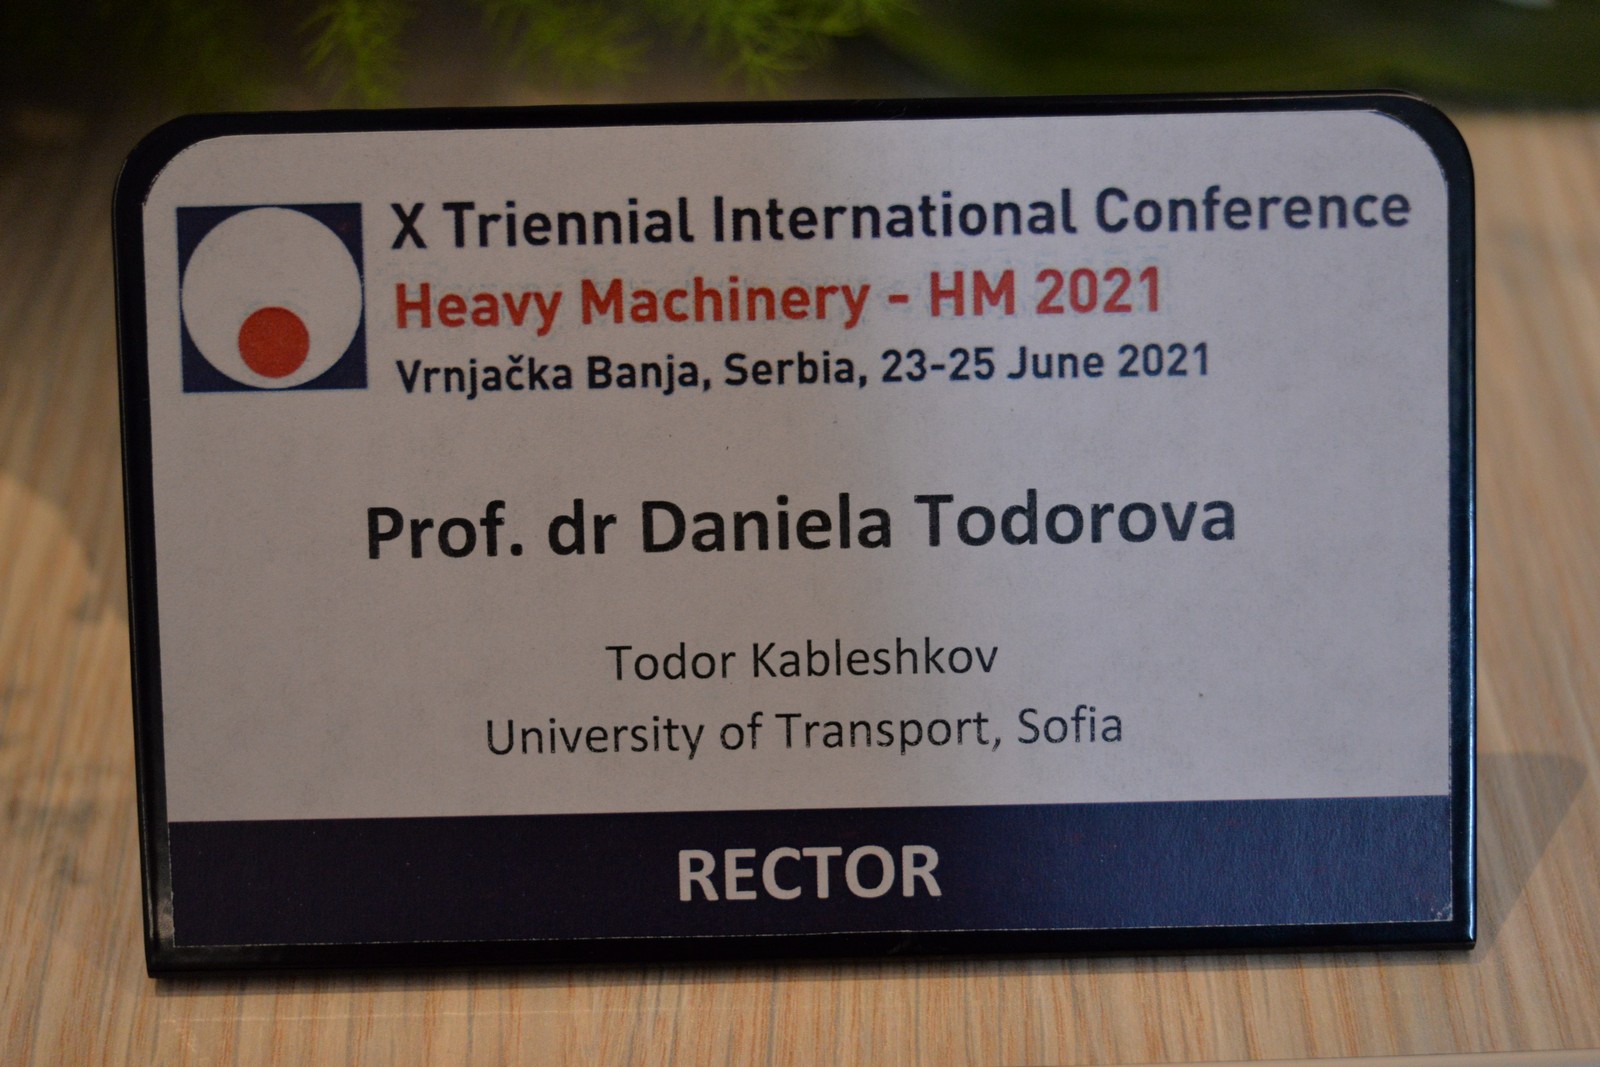 X Triennial International Conference
Heavy Machinery - HM 2021
Vrnjačka Banja, Serbia, 23-25 June 2021
Prof. dr Daniela Todorova
Todor Kableshkov
University of Transport, Sofia
RECTOR